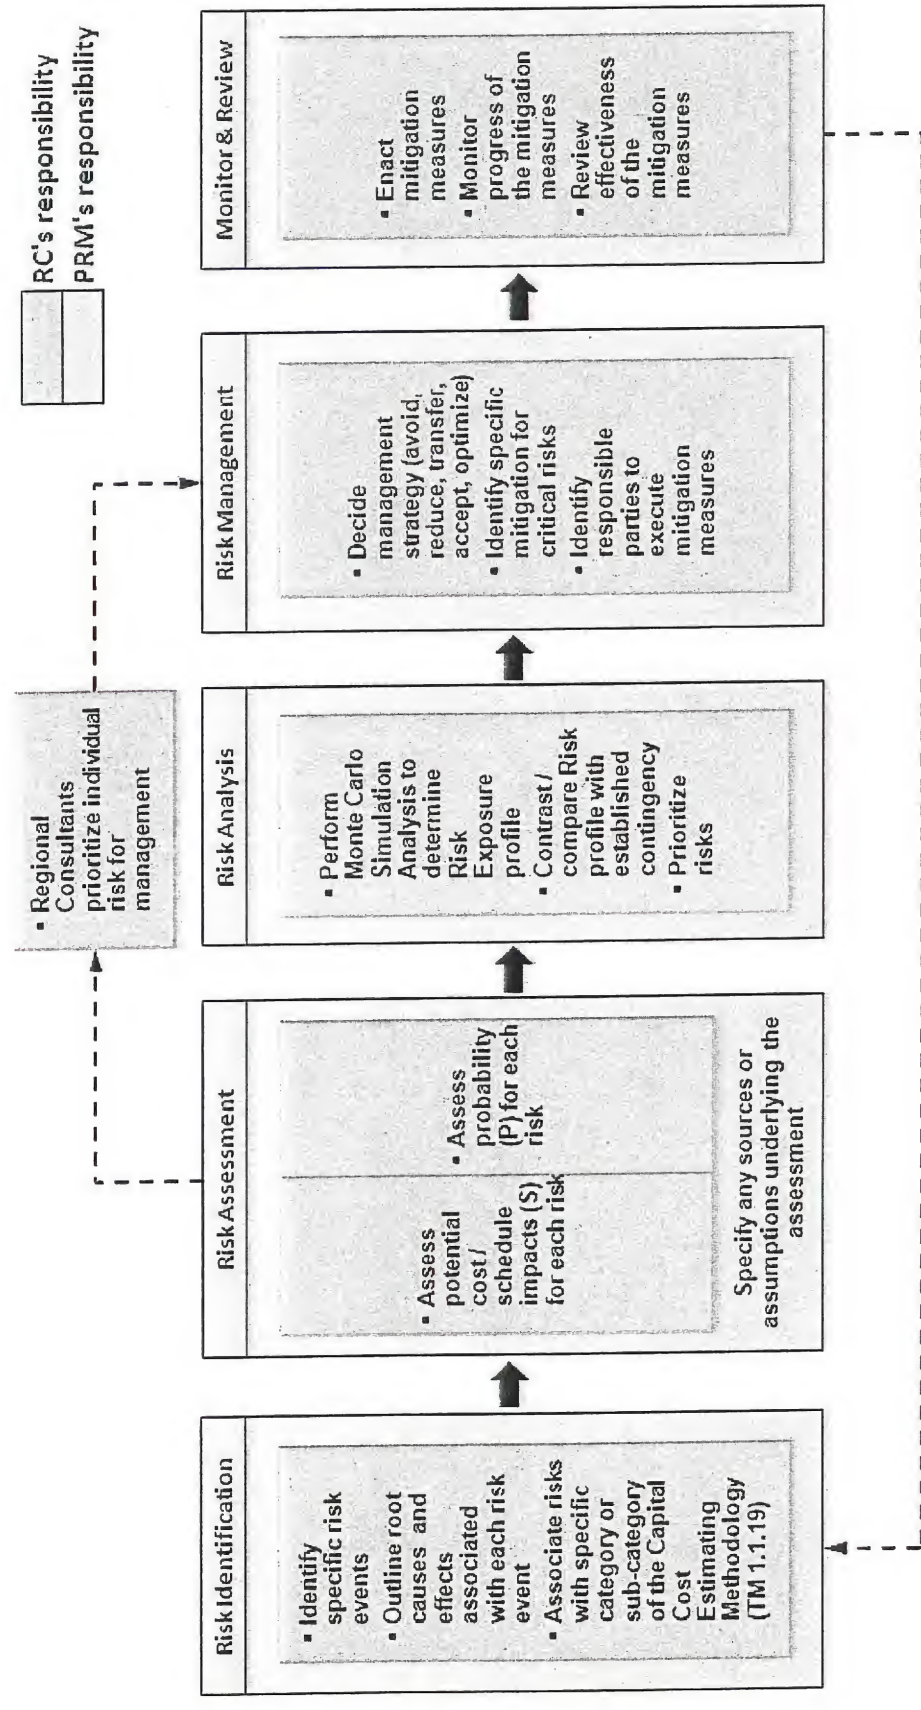 RC's responsibility
PRM's responsibility
▪ Regional
Consultants
prioritize individual
risk for
management
Risk Identification
▪ Identify
specific risk
events
▪ Outline root
causes and
effects
associated
with each risk
event
▪ Associate risks
with specific
category or
sub-category
of the Capital
Cost
Estimating
Methodology
(TM 1.1.19)
Risk Assessment
▪ Assess
potential
cost/
schedule
impacts (S)
for each risk
▪ Assess
probability
(P) for each
risk
Specify any sources or
assumptions underlying the
assessment
Risk Analysis
▪ Perform
Monte Carlo
Simulation
Analysis to
determine
Risk
Exposure
profile
▪ Contrast /
compare Risk
profile with
established
contingency
▪ Prioritize
risks
Risk Management
▪ Decide
management
strategy (avoid,
reduce, transfer,
accept, optimize)
▪ Identify specific
mitigation for
critical risks
▪ Identify
responsible
parties to
execute
mitigation
measures
Monitor & Review
▪ Enact
mitigation
measures
▪ Monitor
progress of
the mitigation
measures
▪ Review
effectiveness
of the
mitigation
measures